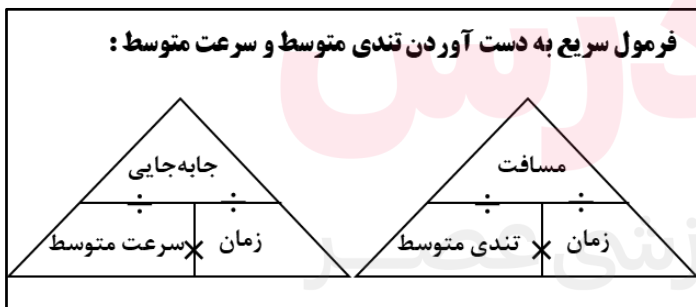 فرمول سریع به دست آوردن تندی متوسط و سرعت متوسط :
مسافت
÷ ÷
زمان × تندی متوسط
جابه‌جایی
÷ ÷
زمان × سرعت متوسط